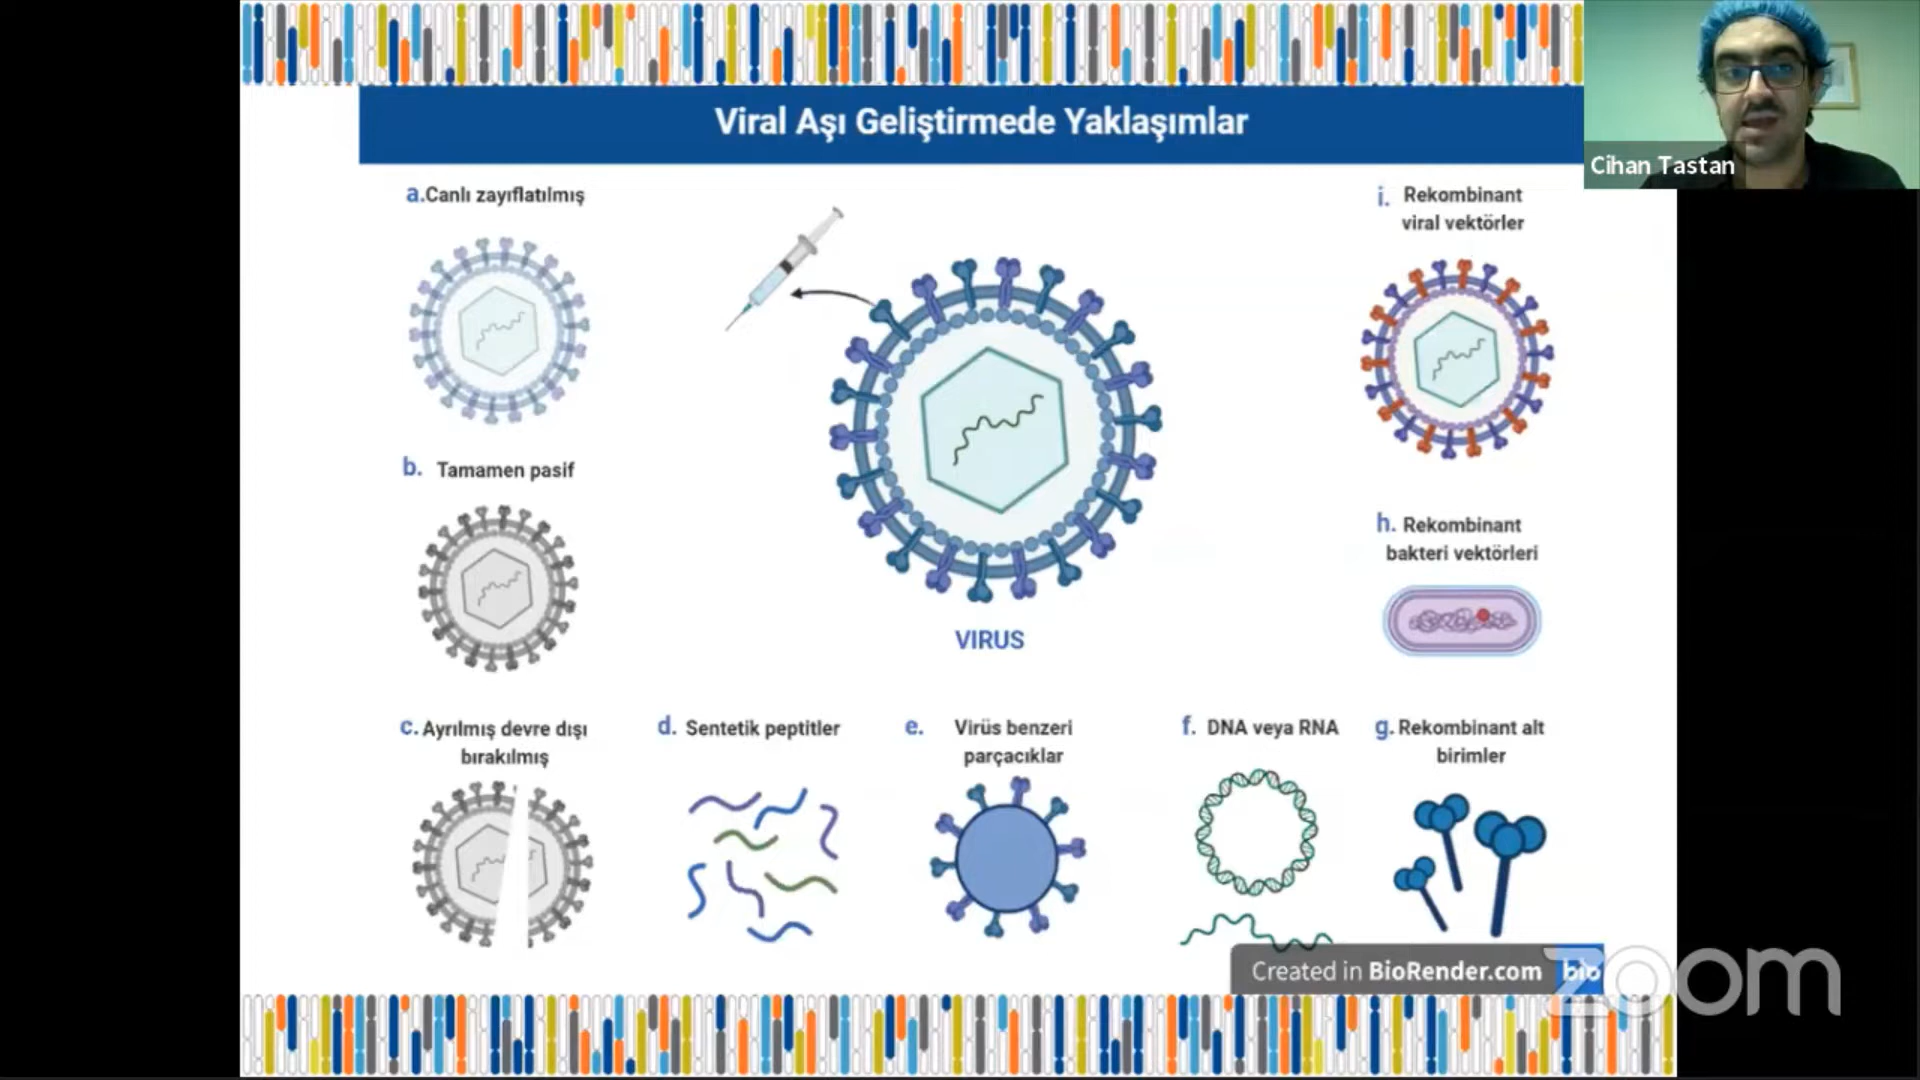 Viral Aşı Geliştirmede Yaklaşımlar
Cihan Tastan
a.Canlı zayıflatılmış
i. Rekombinant
viral vektörler
b. Tamamen pasif
VIRUS
h. Rekombinant
bakteri vektörleri
c. Ayrılmış devre dışı
bırakılmış
d. Sentetik peptitler
e. Virüs benzeri
parçacıklar
f. DNA veya RNA
g. Rekombinant alt
birimler
Created in BioRender.com bio
zoom